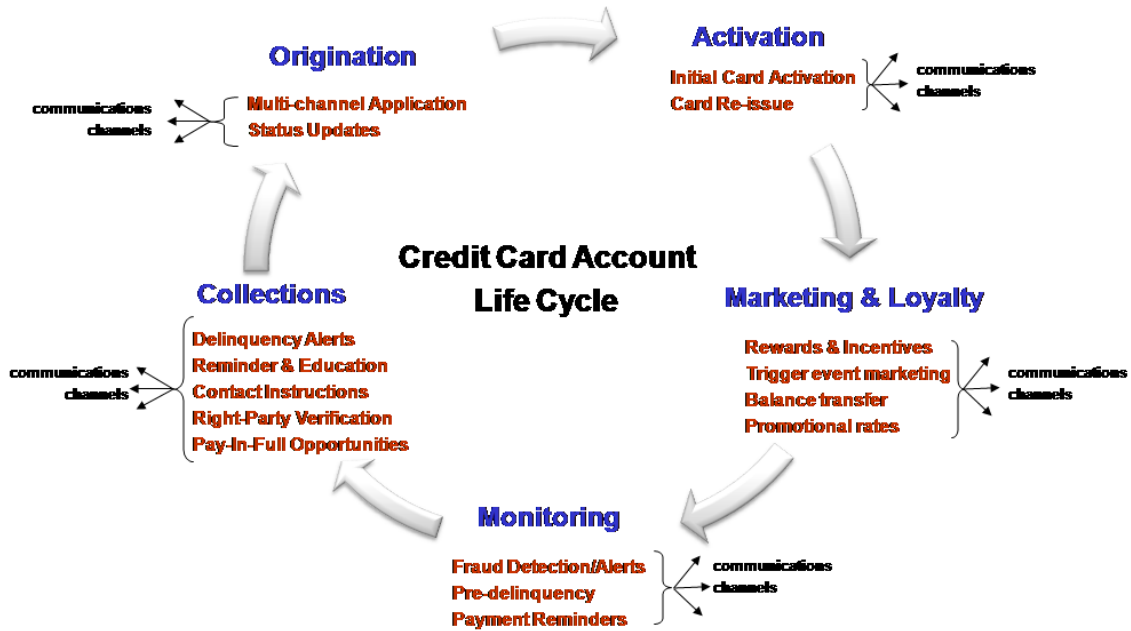 Origination
Multi-channel Application
Status Updates
communications
channels
Activation
Initial Card Activation
Card Re-issue
communications
channels
Credit Card Account
Life Cycle
Marketing & Loyalty
Rewards & Incentives
Trigger event marketing
Balance transfer
Promotional rates
communications
channels
Monitoring
Fraud Detection/Alerts
Pre-delinquency
Payment Reminders
communications
channels
Collections
Delinquency Alerts
Reminder & Education
Contact Instructions
Right-Party Verification
Pay-In-Full Opportunities
communications
channels